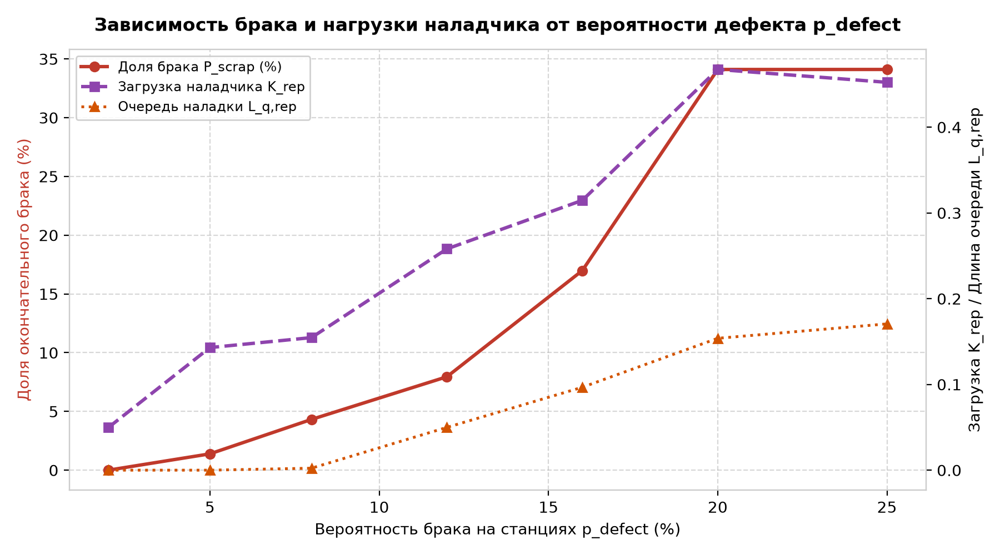 Зависимость брака и нагрузки наладчика от вероятности дефекта p_defect
Доля брака P_scrap (%)
Загрузка наладчика K_rep
Очередь наладки L_q,rep
Доля окончательного брака (%)
35
30
25
20
15
10
5
0
0.4
0.3
0.2
0.1
0.0
Загрузка K_rep / Длина очереди L_q,rep
5 10 15 20 25
Вероятность брака на станциях p_defect (%)